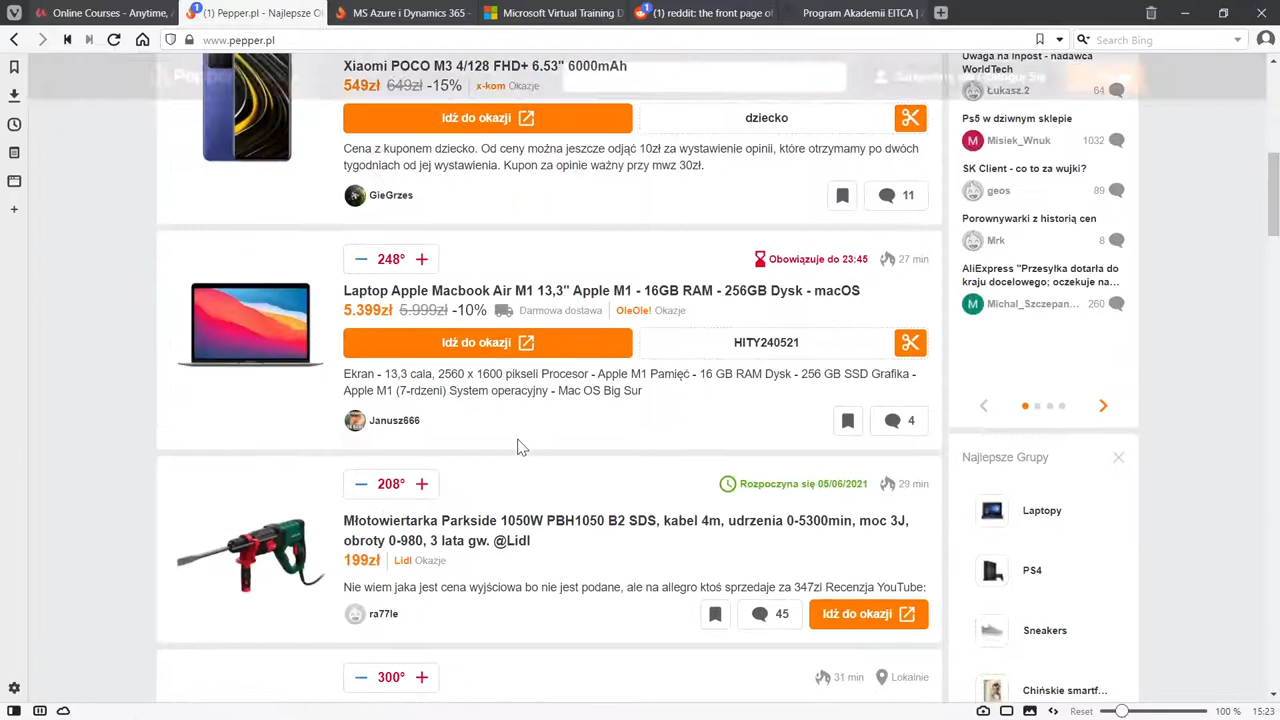 Online Courses - Anytime, A
(1) Pepper.pl - Najlepsze Ol
MS Azure i Dynamics 365 -
Microsoft Virtual Training D
(1) reddit: the front page of
Program Akademii EITCA | A
www.pepper.pl
Search Bing
Xiaomi POCO M3 4/128 FHD+ 6.53" 6000mAh
549zł 649zł -15% x-kom Okazje
Idź do okazji
dziecko
Cena z kuponem dziecko. Od ceny można jeszcze odjąć 10zł za wystawienie opinii, które otrzymamy po dwóch
tygodniach od jej wystawienia. Kupon za opinie ważny przy mwz 30zł.
GieGrzes
11
248°
Obowiązuje do 23:45
27 min
Laptop Apple Macbook Air M1 13,3" Apple M1 - 16GB RAM - 256GB Dysk - macOS
5.399zł 5.999zł -10% Darmowa dostawa OleOle! Okazje
Idź do okazji
HITY240521
Ekran - 13,3 cala, 2560 x 1600 pikseli Procesor - Apple M1 Pamięć - 16 GB RAM Dysk - 256 GB SSD Grafika -
Apple M1 (7-rdzeni) System operacyjny - Mac OS Big Sur
Janusz666
4
208°
Rozpoczyna się 05/06/2021
29 min
Młotowiertarka Parkside 1050W PBH1050 B2 SDS, kabel 4m, udrzenia 0-5300min, moc 3J,
obroty 0-980, 3 lata gw. @Lidl
199zł Lidl Okazje
Nie wiem jaka jest cena wyjściowa bo nie jest podane, ale na allegro ktoś sprzedaje za 347zl Recenzja YouTube:
ra77le
45
Idź do okazji
300°
31 min
Lokalnie
Uwaga na Inpost - nadawca
WorldTech
Łukasz.2
64
Ps5 w dziwnym sklepie
M
Misiek_Wnuk
1032
SK Client - co to za wujki?
geos
89
Porownywarki z historią cen
Mrk
8
AliExpress "Przesyłka dotarła do
kraju docelowego; oczekuje na...
M
Michal_Szczepan...
260
Najlepsze Grupy
Laptopy
PS4
Sneakers
Chińskie smartf...
Reset
100 %
15:23